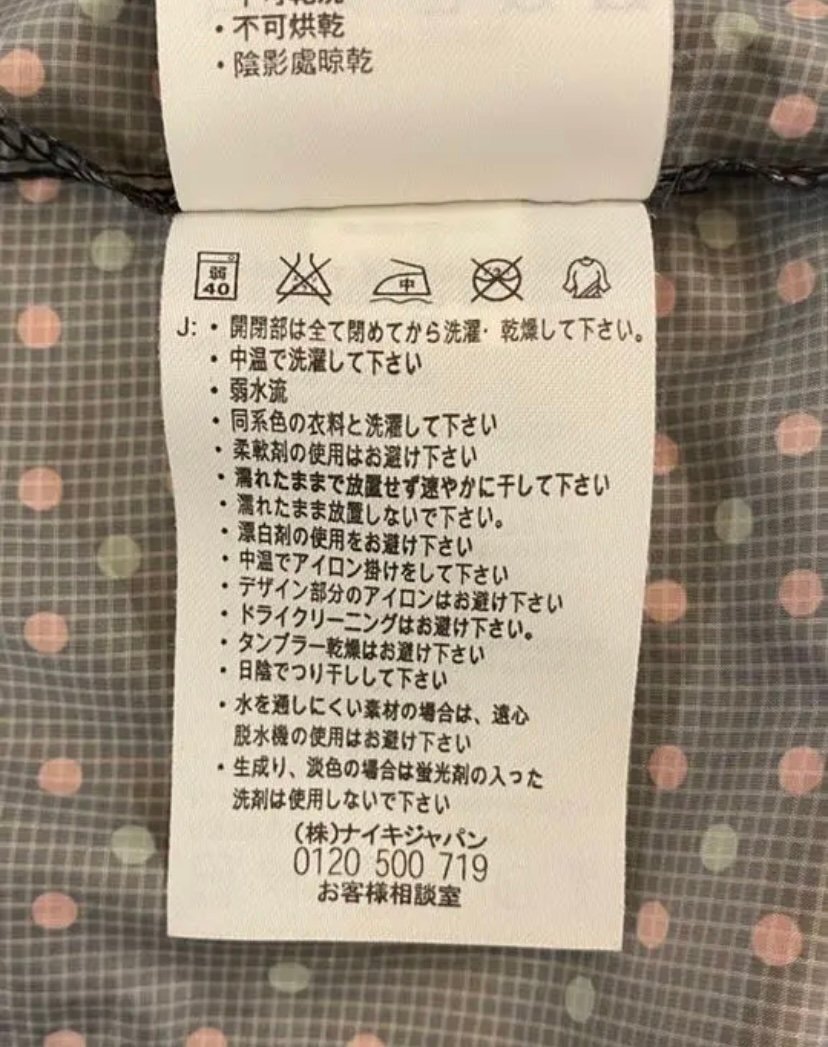 • 不可烘乾
• 陰影處晾乾
弱
40
中
J: • 開閉部は全て閉めてから洗濯・乾燥して下さい。
• 中温で洗濯して下さい
• 弱水流
• 同系色の衣料と洗濯して下さい
• 柔軟剤の使用はお避け下さい
• 濡れたままで放置せず速やかに干して下さい
• 濡れたまま放置しないで下さい。
• 漂白剤の使用をお避け下さい
• 中温でアイロン掛けをして下さい
• デザイン部分のアイロンはお避け下さい
• ドライクリーニングはお避け下さい。
• タンブラー乾燥はお避け下さい
• 日陰でつり干しして下さい
• 水を通しにくい素材の場合は、遠心
脱水機の使用はお避け下さい
• 生成り、淡色の場合は蛍光剤の入った
洗剤は使用しないで下さい
(株)ナイキジャパン
0120 500 719
お客様相談室